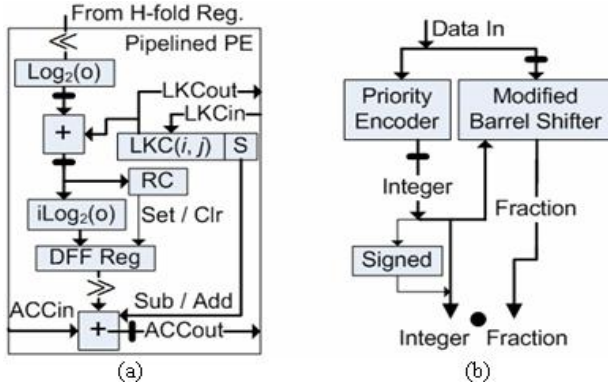 From H-fold Reg.
Pipelined PE
Log2(o)
LKCout
LKCin
+
LKC(i, j) S
RC
iLog2(o)
Set / Clr
DFF Reg
Sub / Add
ACCin
+
ACCout
(a)
Data In
Priority
Encoder
Modified
Barrel Shifter
Integer
Fraction
Signed
Integer
Fraction
(b)